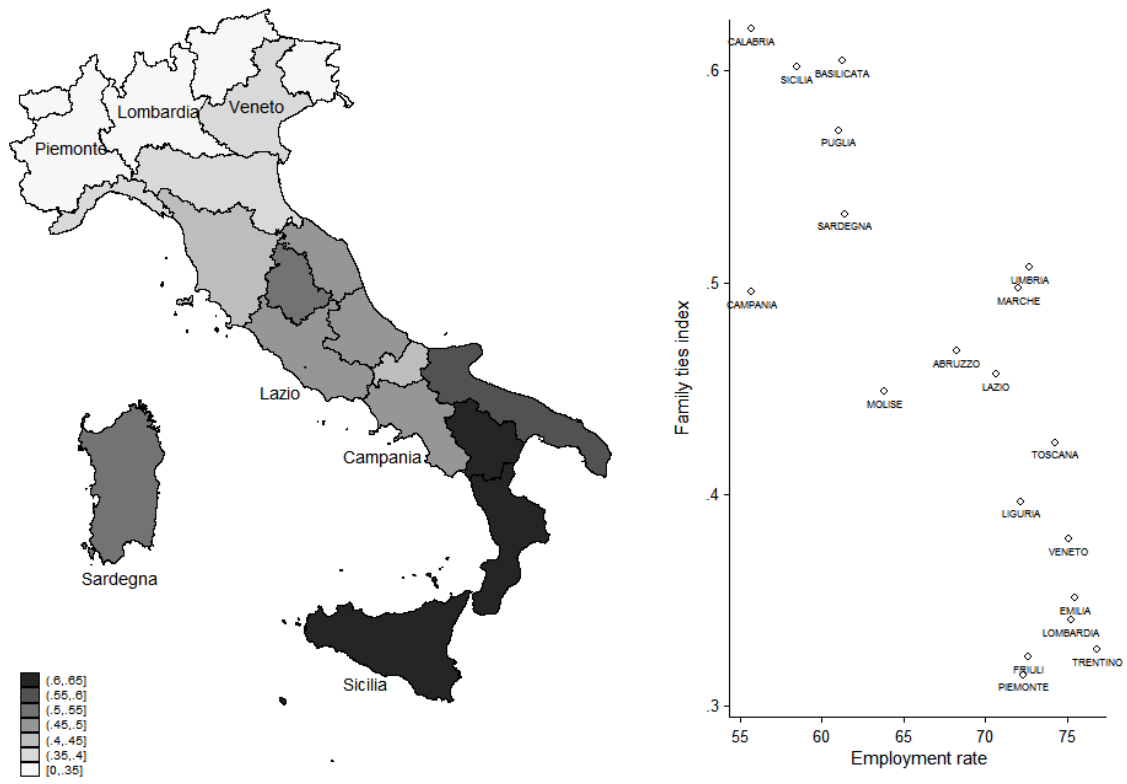 Lombardia
Veneto
Piemonte
Lazio
Campania
Sardegna
Sicilia
(.6,.65]
(.55,.6]
(.5,.55]
(.45,.5]
(.4,.45]
(.35,.4]
[0,.35]
Family ties index
.6
.5
.4
.3
CALABRIA
SICILIA
BASILICATA
PUGLIA
SARDEGNA
UMBRIA
CAMPANIA
MARCHE
ABRUZZO
LAZIO
MOLISE
TOSCANA
LIGURIA
VENETO
EMILIA
LOMBARDIA
TRENTINO
FRIULI
PIEMONTE
55 60 65 70 75
Employment rate